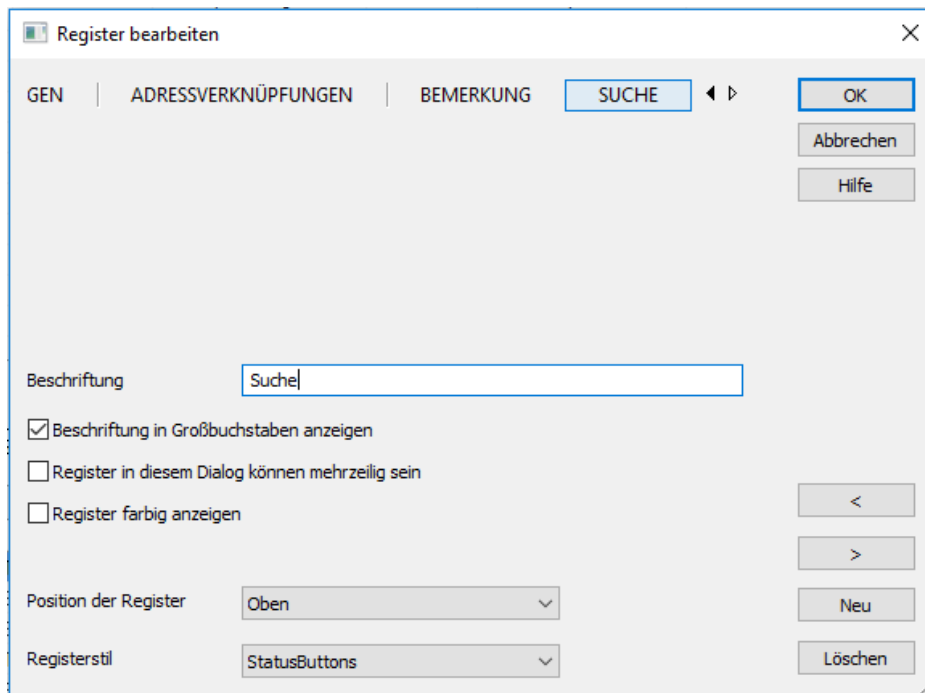 Register bearbeiten
GEN ADRESSVERKNÜPFUNGEN BEMERKUNG SUCHE OK
Abbrechen
Hilfe
Beschriftung Suche
Beschriftung in Großbuchstaben anzeigen
Register in diesem Dialog können mehrzeilig sein
<
Register farbig anzeigen
>
Position der Register Oben Neu
Registerstil StatusButtons Löschen